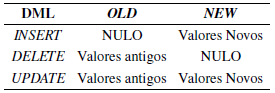 DML OLD NEW
INSERT NULO Valores Novos
DELETE Valores antigos NULO
UPDATE Valores antigos Valores Novos